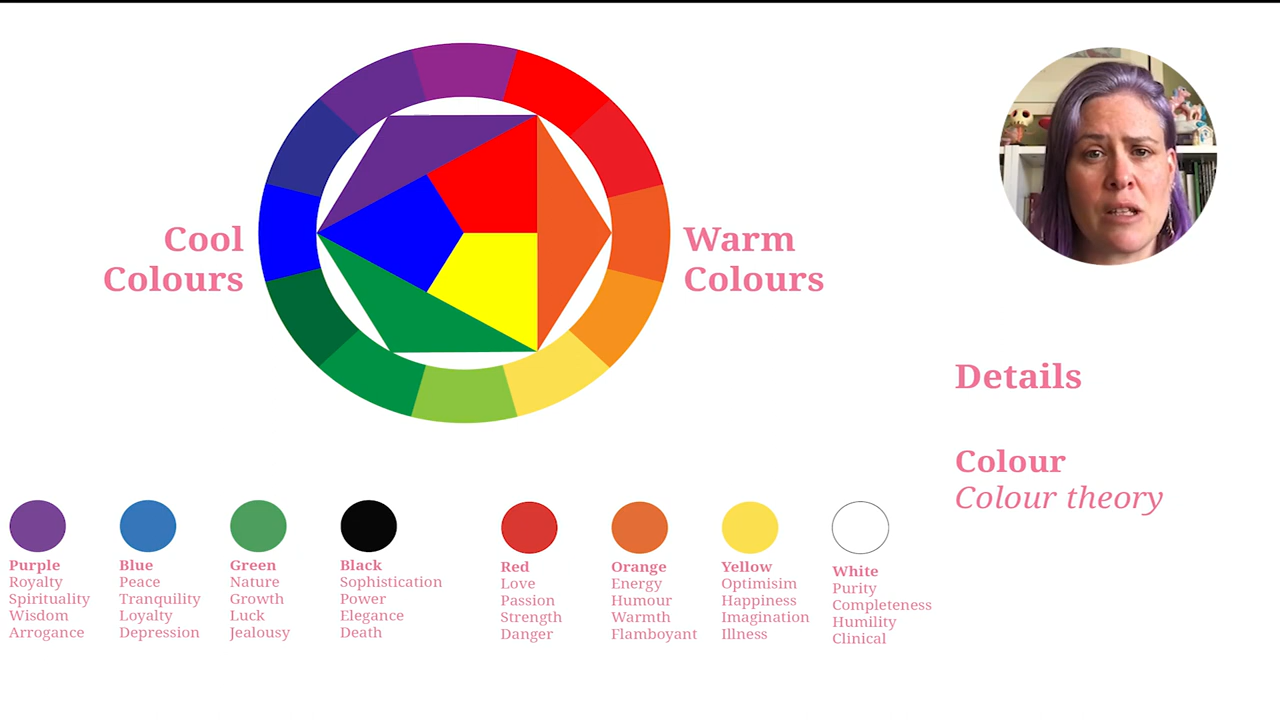 Cool
Colours
Warm
Colours
Details
Colour
Colour theory
Purple
Royalty
Spirituality
Wisdom
Arrogance
Blue
Peace
Tranquility
Loyalty
Depression
Green
Nature
Growth
Luck
Jealousy
Black
Sophistication
Power
Elegance
Death
Red
Love
Passion
Strength
Danger
Orange
Energy
Humour
Warmth
Flamboyant
Yellow
Optimisim
Happiness
Imagination
Illness
White
Purity
Completeness
Humility
Clinical